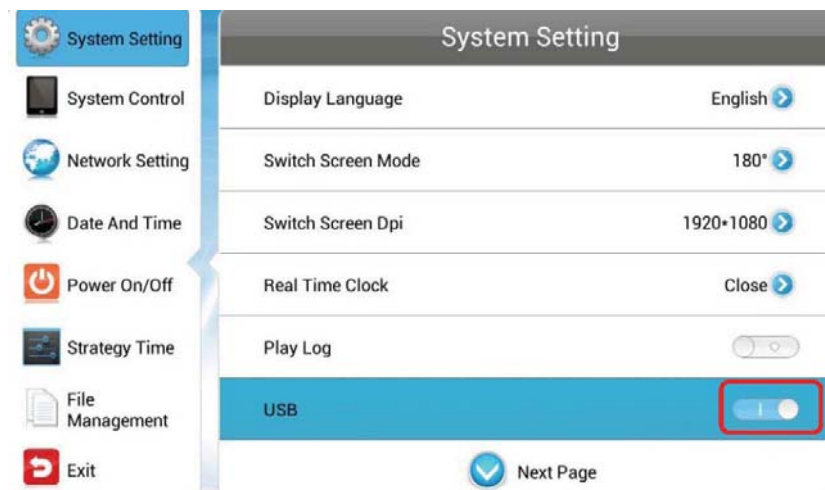 System Setting
System Control
Network Setting
Date And Time
Power On/Off
Strategy Time
File
Management
Exit
System Setting
Display Language English
Switch Screen Mode 180°
Switch Screen Dpi 1920*1080
Real Time Clock Close
Play Log
USB
Next Page